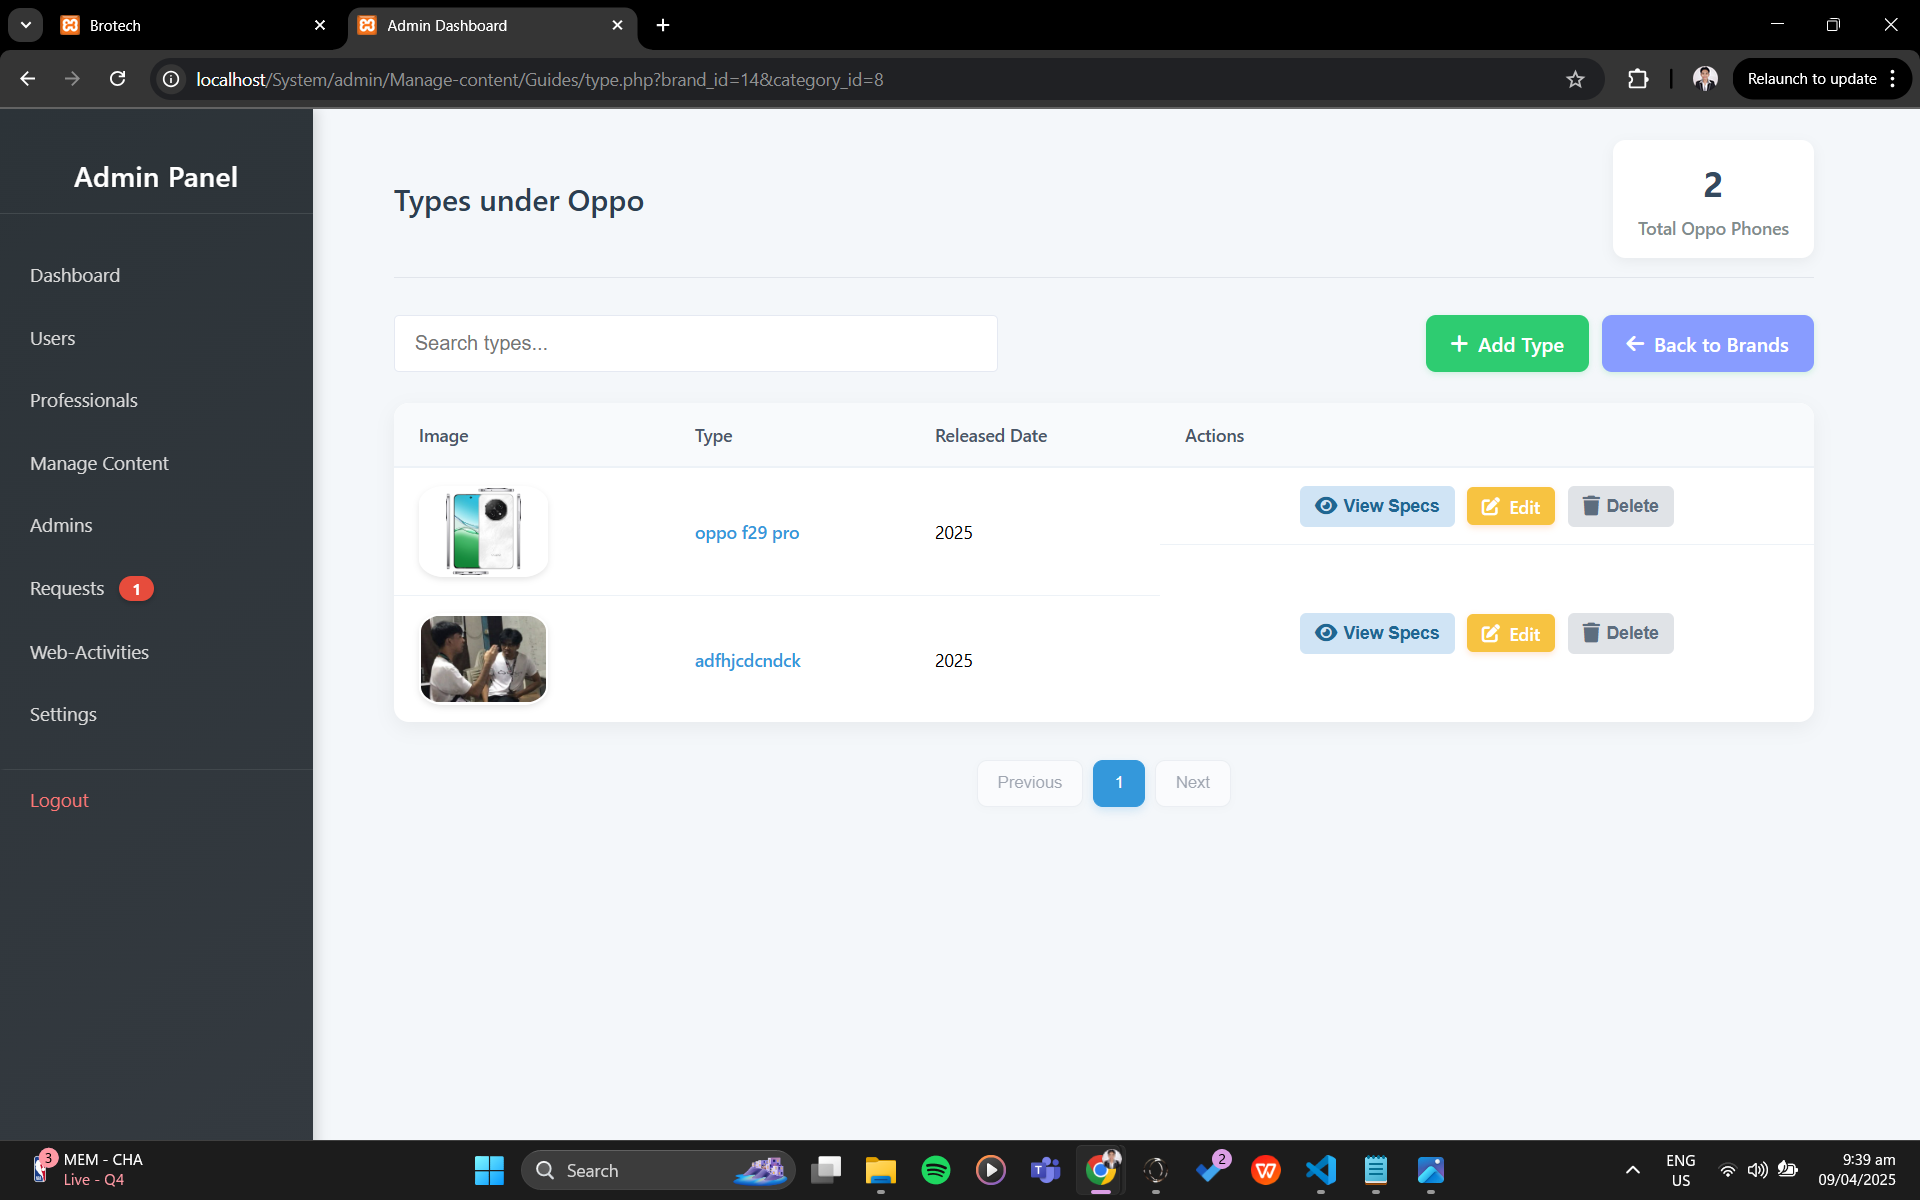 Brotech
Admin Dashboard
localhost/System/admin/Manage-content/Guides/type.php?brand_id=14&category_id=8
Relaunch to update
Admin Panel
Dashboard
Users
Professionals
Manage Content
Admins
Requests 1
Web-Activities
Settings
Logout
Types under Oppo
2
Total Oppo Phones
Search types...
Add Type
Back to Brands
Image Type Released Date Actions
oppo f29 pro 2025 View Specs Edit Delete
adfhjcdcndck 2025 View Specs Edit Delete
Previous 1 Next
3
MEM - CHA
Live - Q4
Search
2
ENG
US
9:39 am
09/04/2025